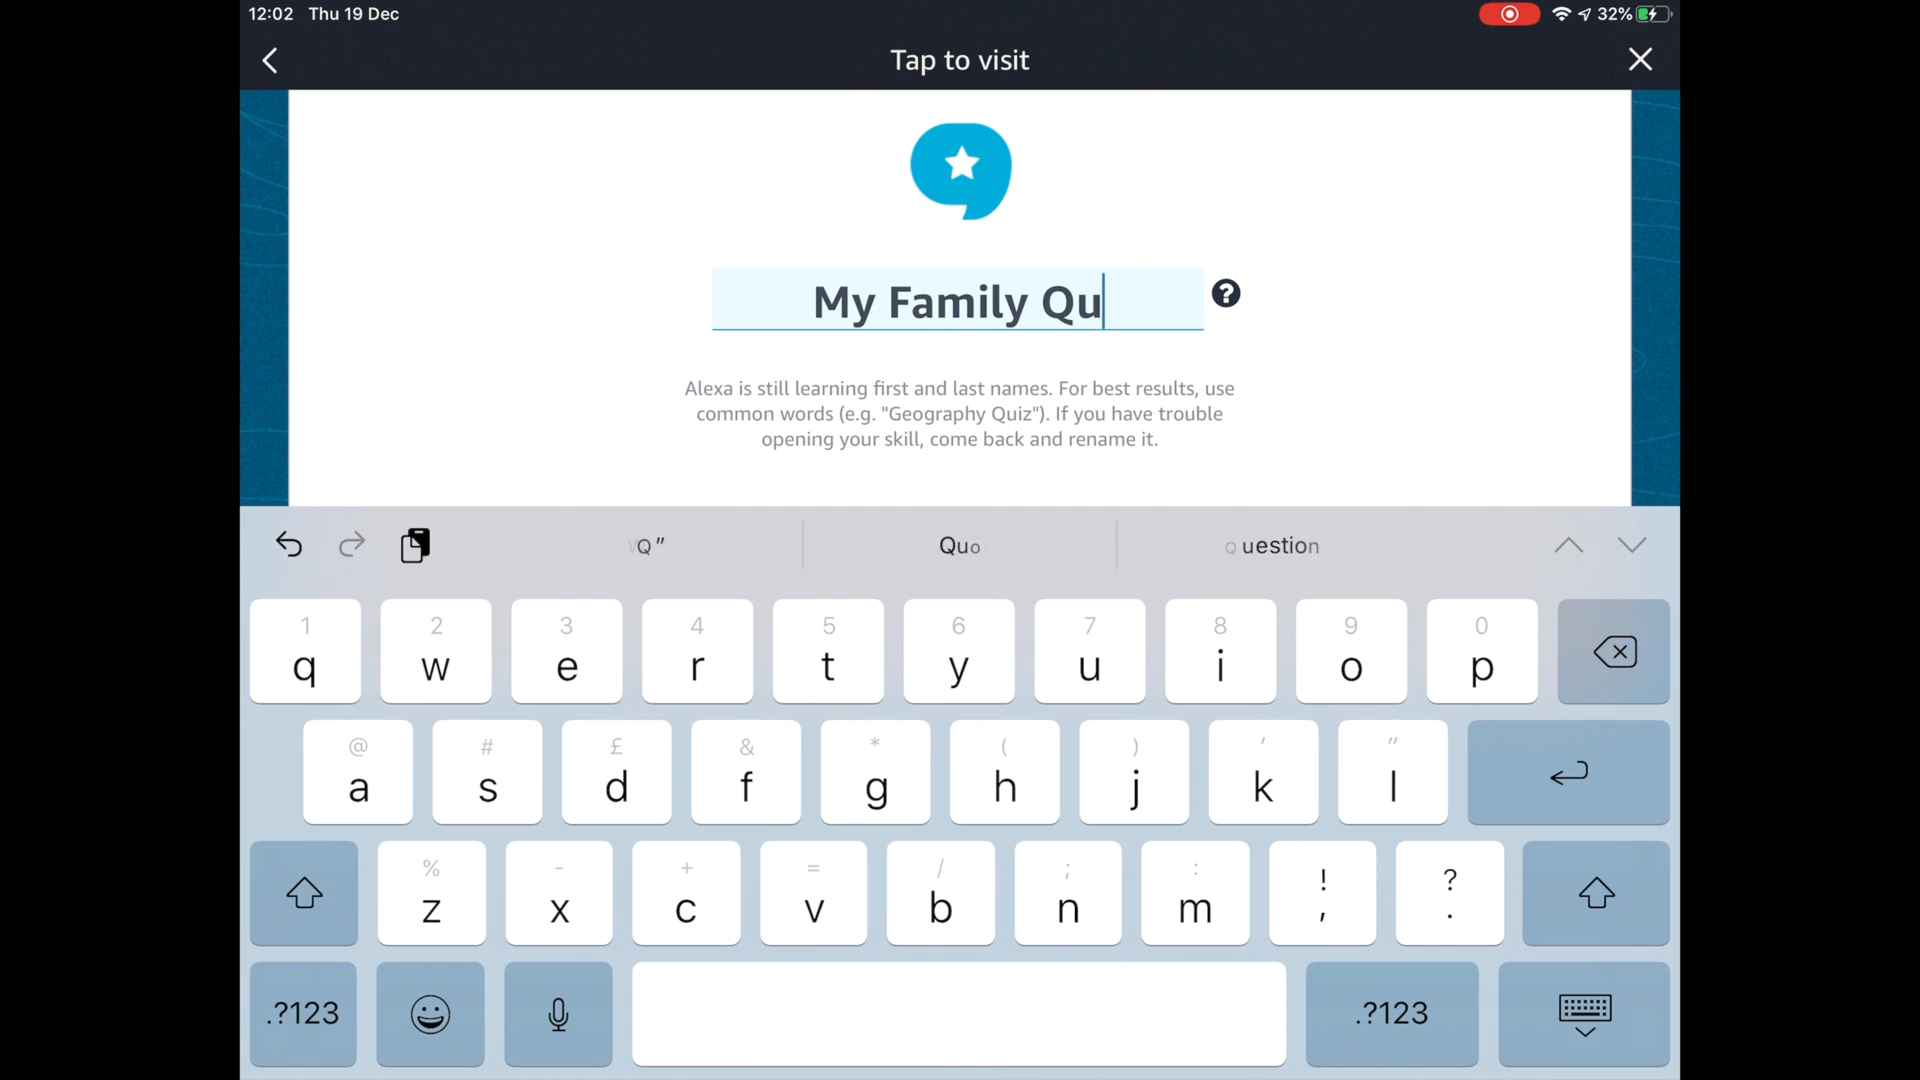 12:02 Thu 19 Dec 32%
Tap to visit
My Family Qu
?
Alexa is still learning first and last names. For best results, use
common words (e.g. "Geography Quiz"). If you have trouble
opening your skill, come back and rename it.
Quo uestion
1 2 3 4 5 6 7 8 9 0
q w e r t y u i o p
@ # £ & * ( ) ' "
a s d f g h j k l
% - + = / ; : ! ?
z x c v b n m , .
.?123 .?123